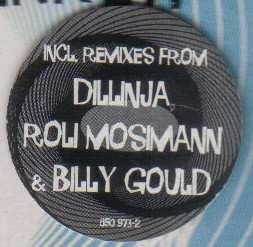 INCL. REMIXES FROM
DILLINJA,
ROLI MOSIMANN
& BILLY GOULD
850 973-2